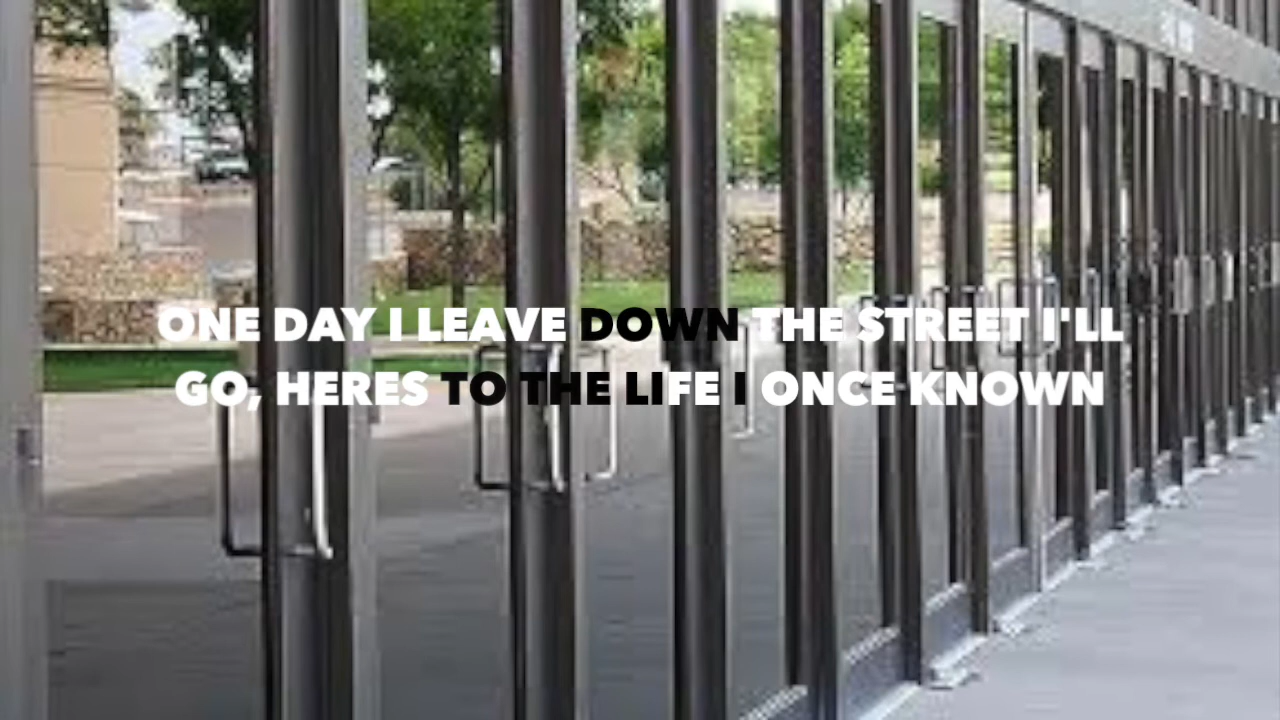 ONE DAY I LEAVE DOWN THE STREET I'LL
GO, HERES TO THE LIFE I ONCE KNOWN